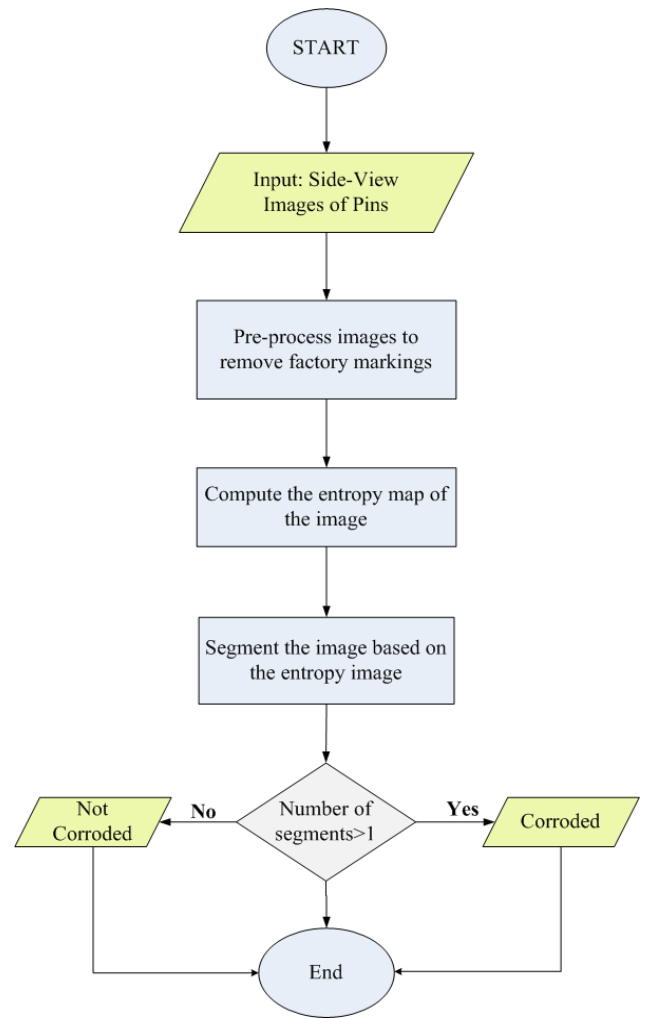 START
Input: Side-View
Images of Pins
Pre-process images to
remove factory markings
Compute the entropy map of
the image
Segment the image based on
the entropy image
Number of
segments>1
No
Not
Corroded
Yes
Corroded
End